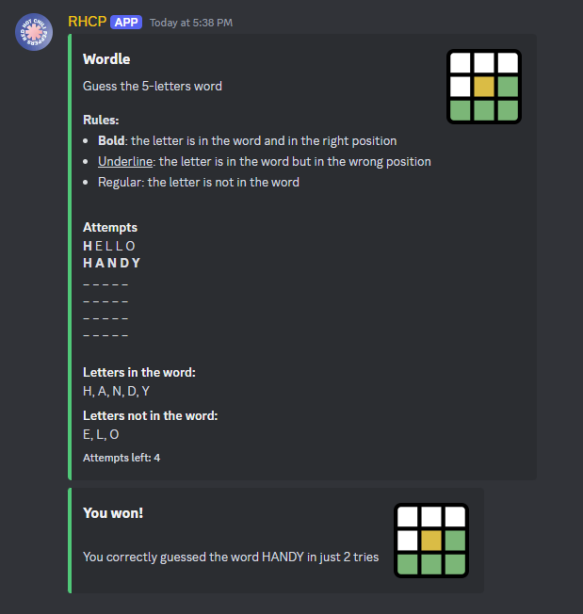 RHCP APP Today at 5:38 PM
Wordle
Guess the 5-letters word
Rules:
• Bold: the letter is in the word and in the right position
• Underline: the letter is in the word but in the wrong position
• Regular: the letter is not in the word
Attempts
H E L L O
H A N D Y
_ _ _ _ _
_ _ _ _ _
_ _ _ _ _
_ _ _ _ _
Letters in the word:
H, A, N, D, Y
Letters not in the word:
E, L, O
Attempts left: 4
You won!
You correctly guessed the word HANDY in just 2 tries